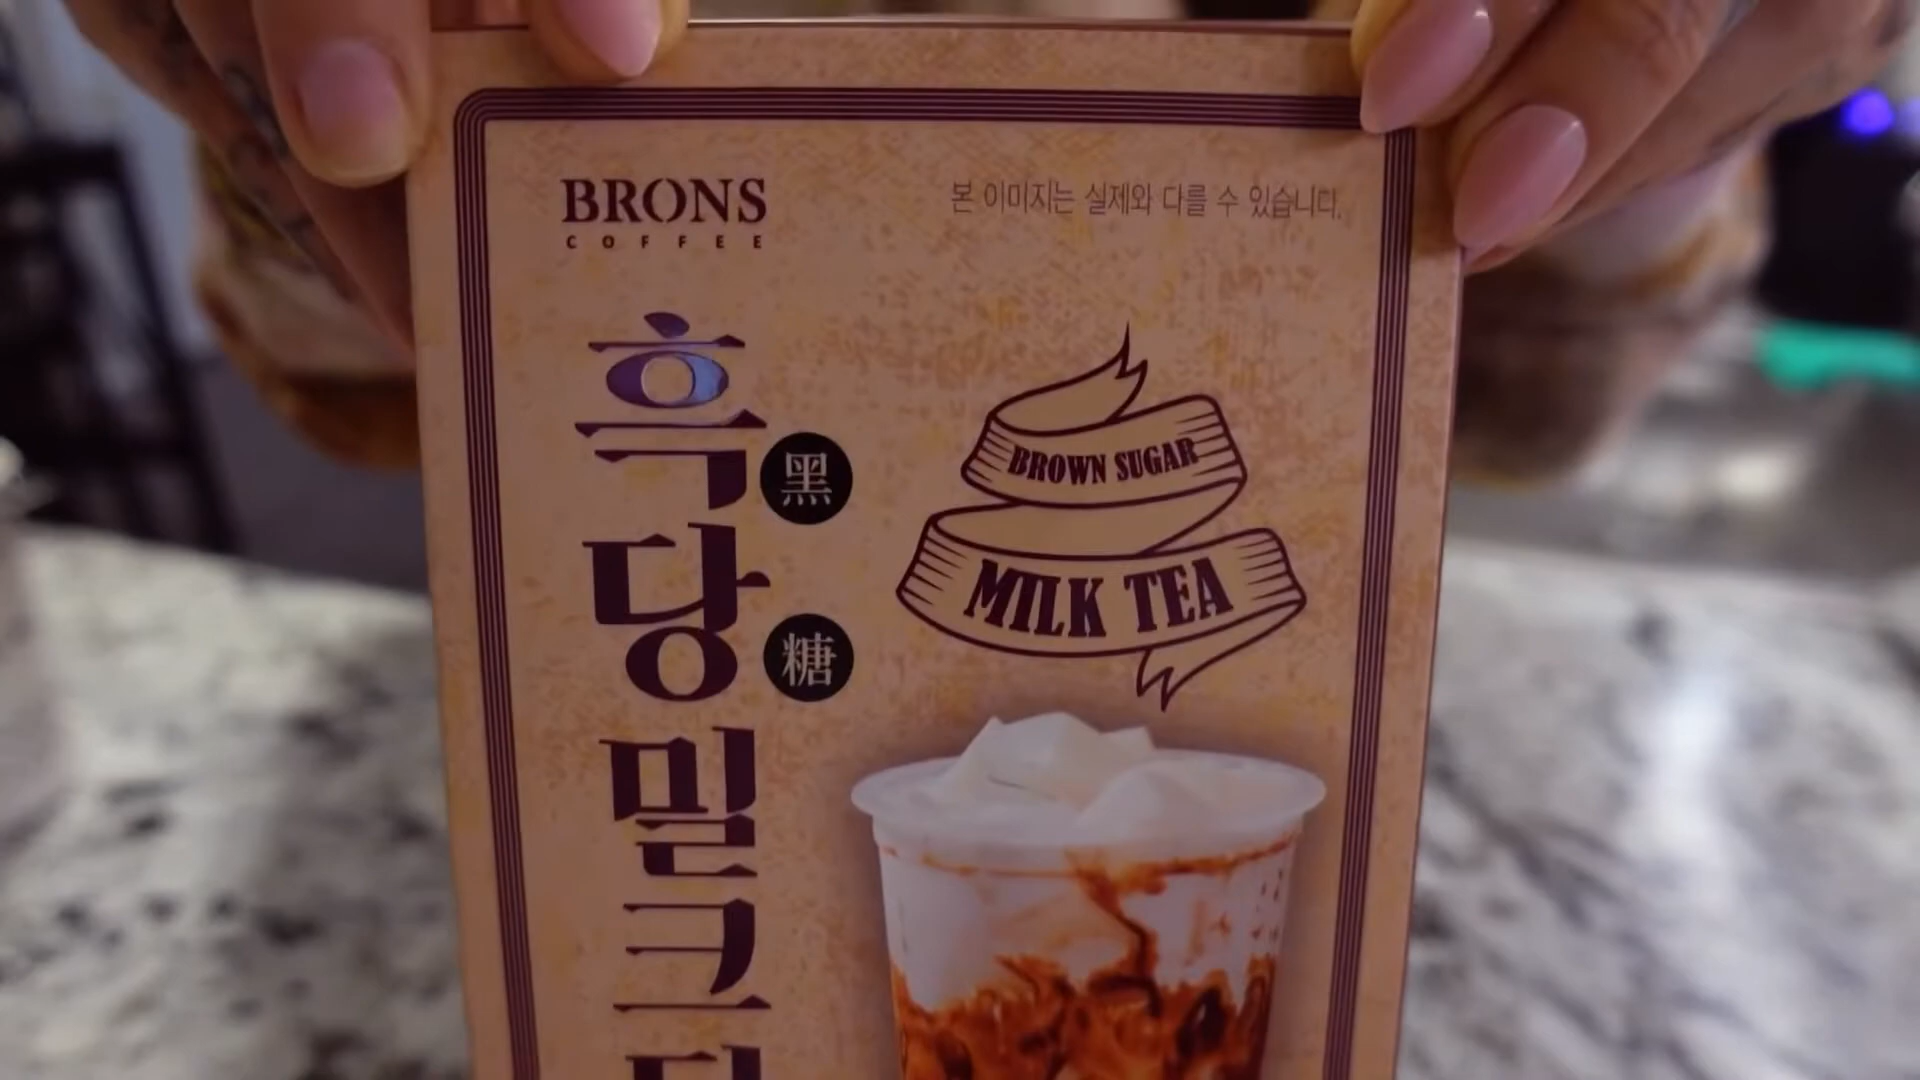 BRONS
COFFEE
본 이미지는 실제와 다를 수 있습니다.
흑당밀크
黑糖
BROWN SUGAR
MILK TEA